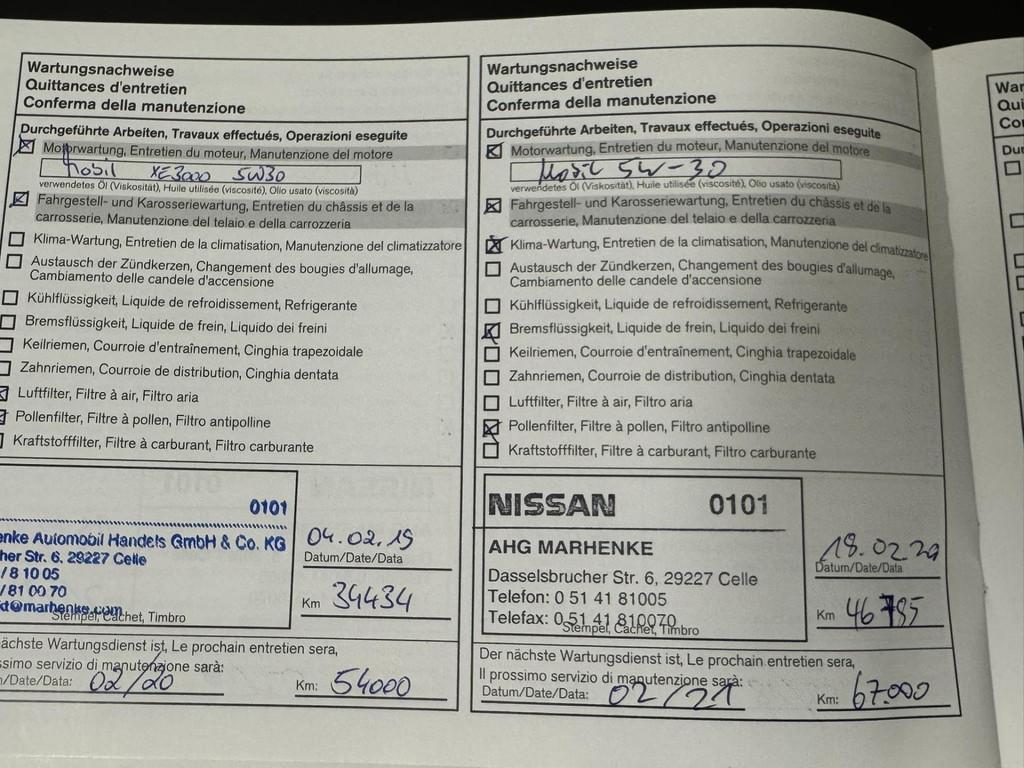 Wartungsnachweise
Quittances d'entretien
Conferma della manutenzione
Durchgeführte Arbeiten, Travaux effectués, Operazioni eseguite
Motorwartung, Entretien du moteur, Manutenzione del motore
Mobil XE3000 5W30
verwendetes Öl (Viskosität), Huile utilisée (viscosité), Olio usato (viscosità)
Fahrgestell- und Karosseriewartung, Entretien du châssis et de la
carrosserie, Manutenzione del telaio e della carrozzeria
Klima-Wartung, Entretien de la climatisation, Manutenzione del climatizzatore
Austausch der Zündkerzen, Changement des bougies d'allumage,
Cambiamento delle candele d'accensione
Kühlflüssigkeit, Liquide de refroidissement, Refrigerante
Bremsflüssigkeit, Liquide de frein, Liquido dei freini
Keilriemen, Courroie d'entraînement, Cinghia trapezoidale
Zahnriemen, Courroie de distribution, Cinghia dentata
Luftfilter, Filtre à air, Filtro aria
Pollenfilter, Filtre à pollen, Filtro antipolline
Kraftstofffilter, Filtre à carburant, Filtro carburante
0101
enke Automobil Handels GmbH & Co. KG
her Str. 6, 29227 Celle
/ 8 10 05
/ 81 00 70
kt@marhenke.com
Stempel, Cachet, Timbro
04.02.19
Datum/Date/Data
Km 34434
ächste Wartungsdienst ist, Le prochain entretien sera,
ssimo servizio di manutenzione sarà:
/Date/Data: 02/20 Km: 54000
Wartungsnachweise
Quittances d'entretien
Conferma della manutenzione
Durchgeführte Arbeiten, Travaux effectués, Operazioni eseguite
Motorwartung, Entretien du moteur, Manutenzione del motore
Mobil 5W-30
verwendetes Öl (Viskosität), Huile utilisée (viscosité), Olio usato (viscosità)
Fahrgestell- und Karosseriewartung, Entretien du châssis et de la
carrosserie, Manutenzione del telaio e della carrozzeria
Klima-Wartung, Entretien de la climatisation, Manutenzione del climatizzatore
Austausch der Zündkerzen, Changement des bougies d'allumage,
Cambiamento delle candele d'accensione
Kühlflüssigkeit, Liquide de refroidissement, Refrigerante
Bremsflüssigkeit, Liquide de frein, Liquido dei freini
Keilriemen, Courroie d'entraînement, Cinghia trapezoidale
Zahnriemen, Courroie de distribution, Cinghia dentata
Luftfilter, Filtre à air, Filtro aria
Pollenfilter, Filtre à pollen, Filtro antipolline
Kraftstofffilter, Filtre à carburant, Filtro carburante
NISSAN 0101
AHG MARHENKE
Dasselsbrucher Str. 6, 29227 Celle
Telefon: 0 51 41 81005
Telefax: 0 51 41 810070
Stempel, Cachet, Timbro
18.02.20
Datum/Date/Data
Km 46785
Der nächste Wartungsdienst ist, Le prochain entretien sera,
Il prossimo servizio di manutenzione sarà:
Datum/Date/Data: 02/21 Km: 67.000
War
Qui
Co
Du